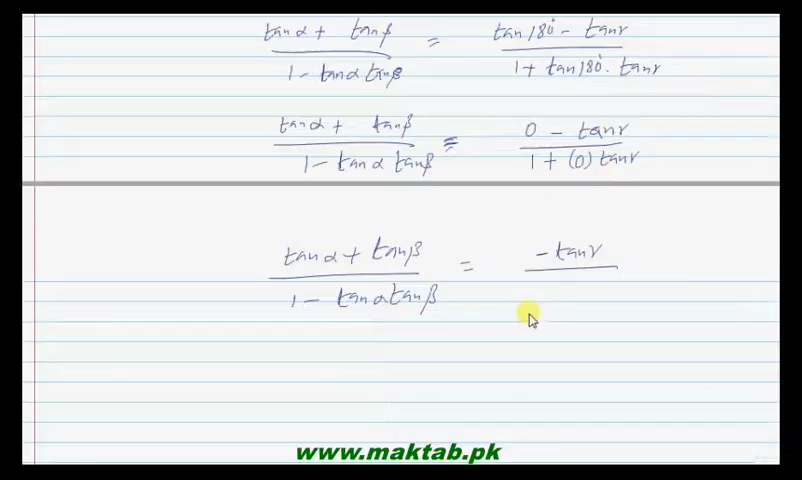 tanα + tanβ / 1 - tanα tanβ = tan180° - tanγ / 1 + tan180°. tanγ
tanα + tanβ / 1 - tanα tanβ = 0 - tanγ / 1 + (0) tanγ
tanα + tanβ / 1 - tanα tanβ = - tanγ
www.maktab.pk